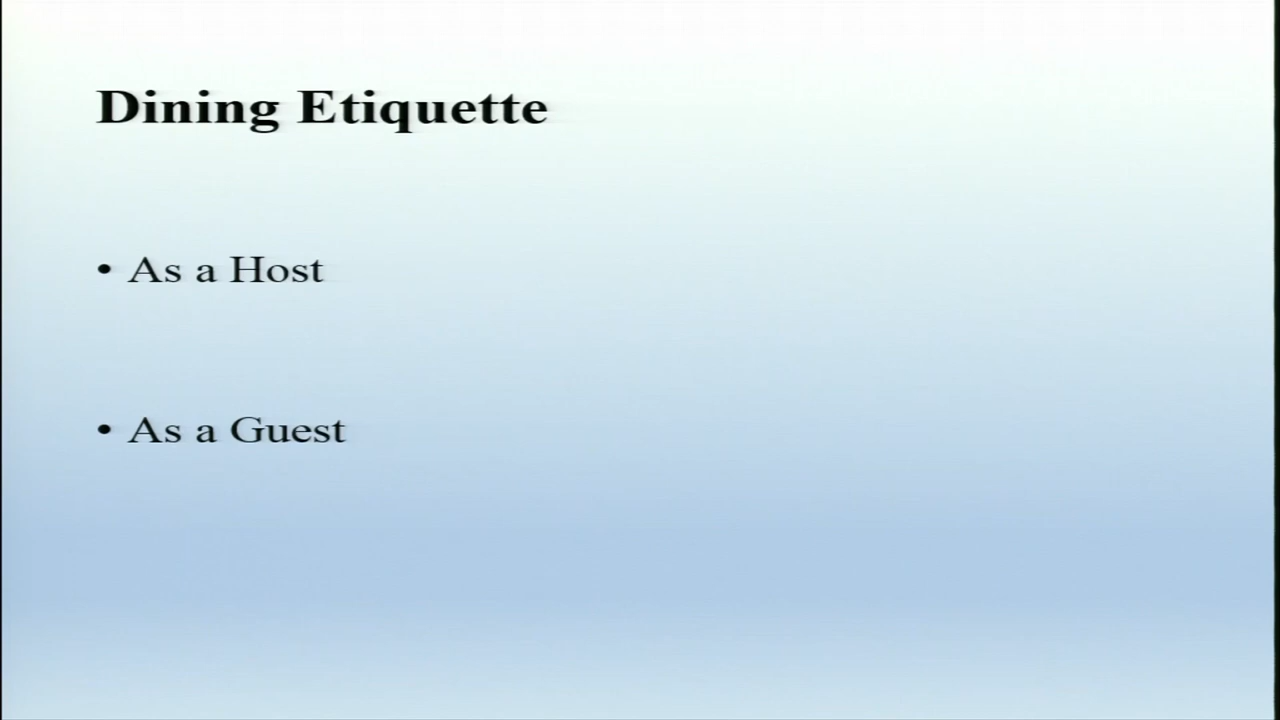 Dining Etiquette
• As a Host
• As a Guest